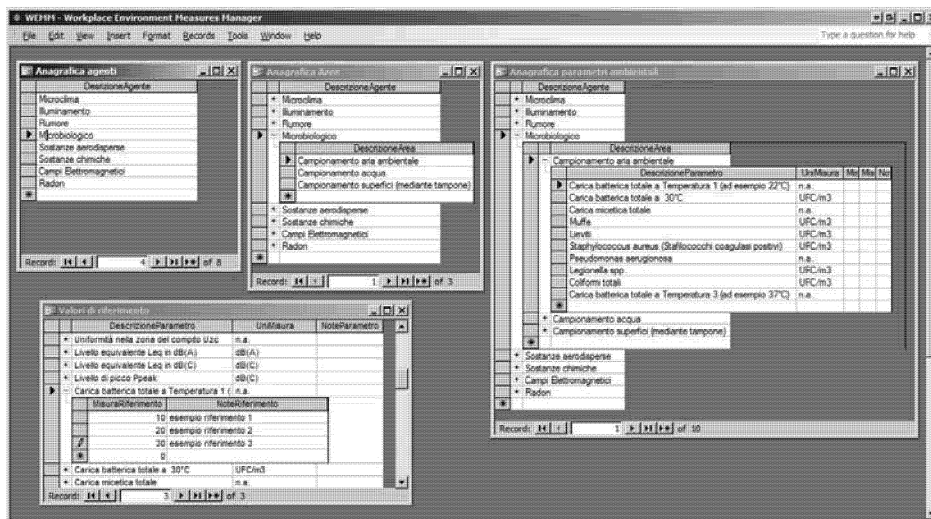 WEMM - Workplace Environment Measures Manager
File Edit View Insert Format Records Tools Window Help
Type a question for help
Anagrafica agenti
DescrizioneAgente
Microclima
Illuminamento
Rumore
Microbiologico
Sostanze aerodisperse
Sostanze chimiche
Campi Elettromagnetici
Radon
Record: 4 of 8
Anagrafica Aree
DescrizioneAgente
Microclima
Illuminamento
Rumore
Microbiologico
DescrizioneArea
Campionamento aria ambientale
Campionamento acqua
Campionamento superfici (mediante tampone)
Sostanze aerodisperse
Sostanze chimiche
Campi Elettromagnetici
Radon
Record: 1 of 3
Anagrafica parametri ambientali
DescrizioneAgente
Microclima
Illuminamento
Rumore
Microbiologico
DescrizioneArea
Campionamento aria ambientale
DescrizioneParametro UniMisura Mis Mis No
Carica batterica totale a Temperatura 1 (ad esempio 22°C) n.a.
Carica batterica totale a 30°C UFC/m3
Carica micetica totale n.a.
Muffe UFC/m3
Lieviti UFC/m3
Staphylococcus aureus (Stafilococchi coagulasi positivi) UFC/m3
Pseudomonas aerugionosa n.a.
Legionella spp. UFC/m3
Coliformi totali UFC/m3
Carica batterica totale a Temperatura 3 (ad esempio 37°C) n.a.
Campionamento acqua
Campionamento superfici (mediante tampone)
Sostanze aerodisperse
Sostanze chimiche
Campi Elettromagnetici
Radon
Record: 1 of 10
Valori di riferimento
DescrizioneParametro UniMisura NoteParametro
Uniformità nella zona del compito Uzc n.a.
Livello equivalente Leq in dB(A) dB(A)
Livello equivalente Leq in dB(C) dB(C)
Livello di picco Ppeak dB(C)
Carica batterica totale a Temperatura 1 ( n.a.
MisuraRiferimento NoteRiferimento
10 esempio riferimento 1
20 esempio riferimento 2
30 esempio riferimento 3
0
Carica batterica totale a 30°C UFC/m3
Carica micetica totale n.a.
Record: 3 of 3